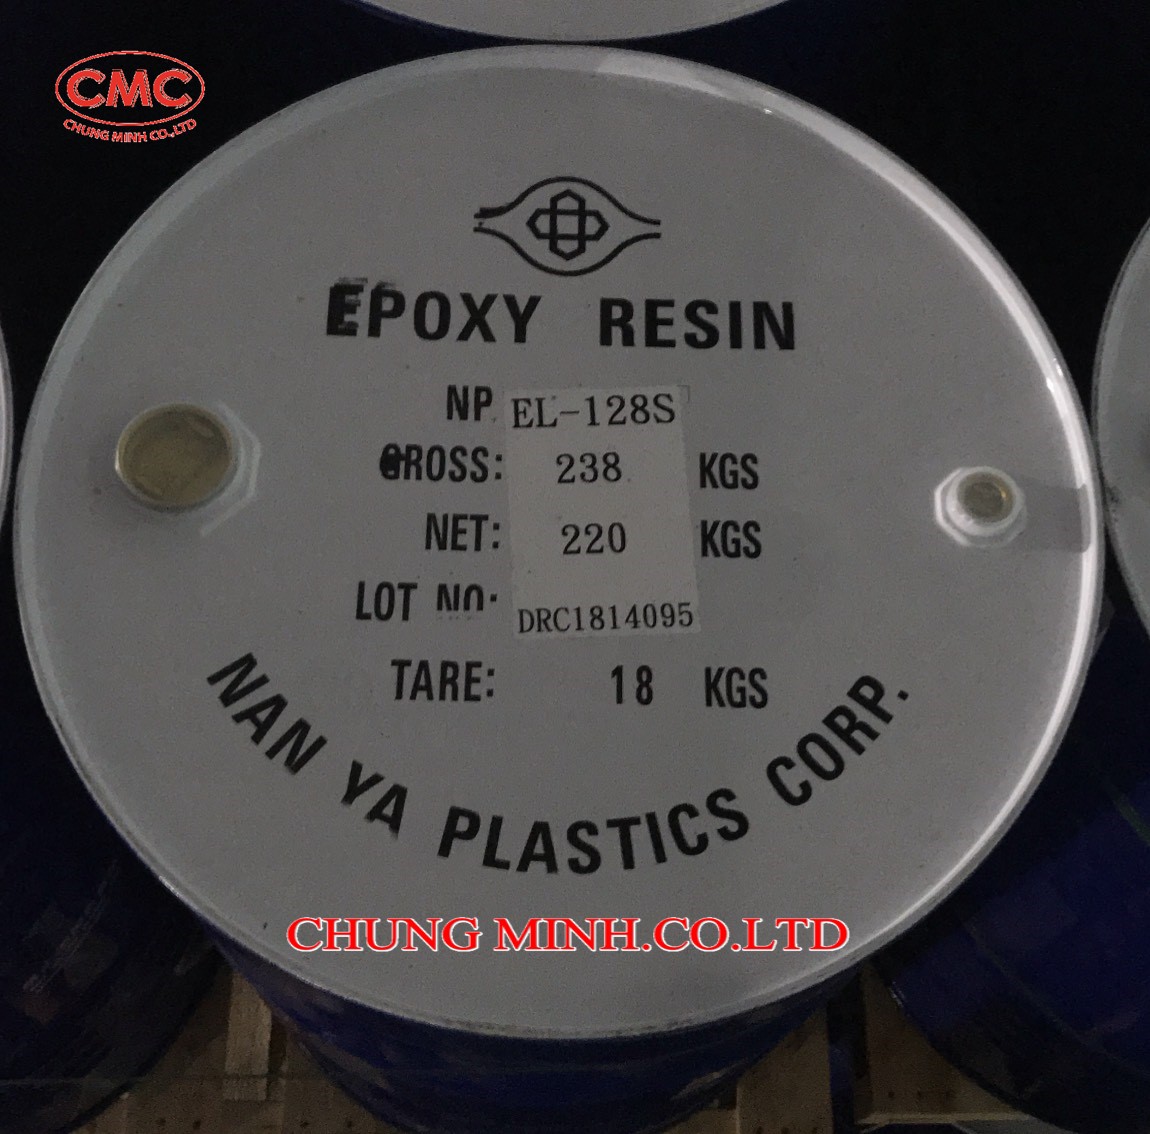 CMC
CHUNG MINH CO.,LTD
EPOXY RESIN
NP EL-128S
GROSS: 238 KGS
NET: 220 KGS
LOT NO. DRC1814095
TARE: 18 KGS
NAN YA PLASTICS CORP.
CHUNG MINH.CO.LTD